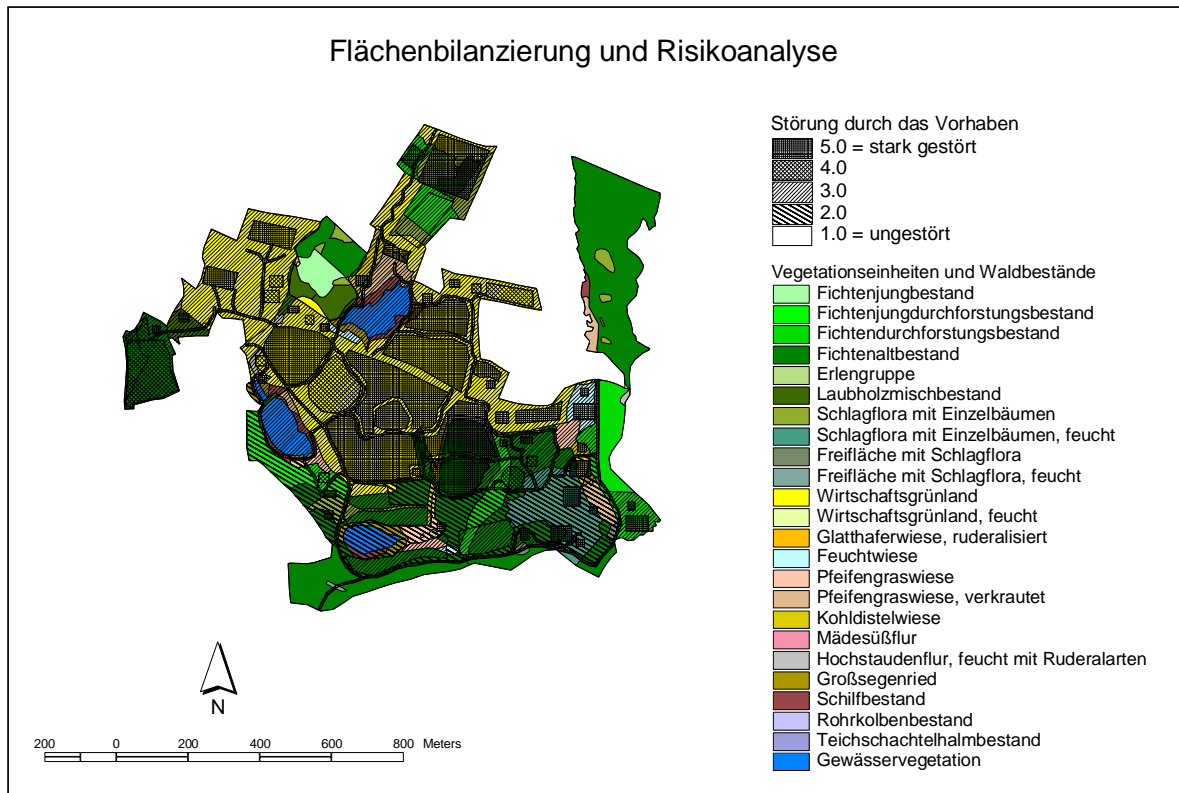 Flächenbilanzierung und Risikoanalyse
Störung durch das Vorhaben
5.0 = stark gestört
4.0
3.0
2.0
1.0 = ungestört
Vegetationseinheiten und Waldbestände
Fichtenjungbestand
Fichtenjungdurchforstungsbestand
Fichtendurchforstungsbestand
Fichtenaltbestand
Erlengruppe
Laubholzmischbestand
Schlagflora mit Einzelbäumen
Schlagflora mit Einzelbäumen, feucht
Freifläche mit Schlagflora
Freifläche mit Schlagflora, feucht
Wirtschaftsgrünland
Wirtschaftsgrünland, feucht
Glatthaferwiese, ruderalisiert
Feuchtwiese
Pfeifengraswiese
Pfeifengraswiese, verkrautet
Kohldistelwiese
Mädesüßflur
Hochstaudenflur, feucht mit Ruderalarten
Großsegenried
Schilfbestand
Rohrkolbenbestand
Teichschachtelhalmbestand
Gewässervegetation
N
200 0 200 400 600 800 Meters